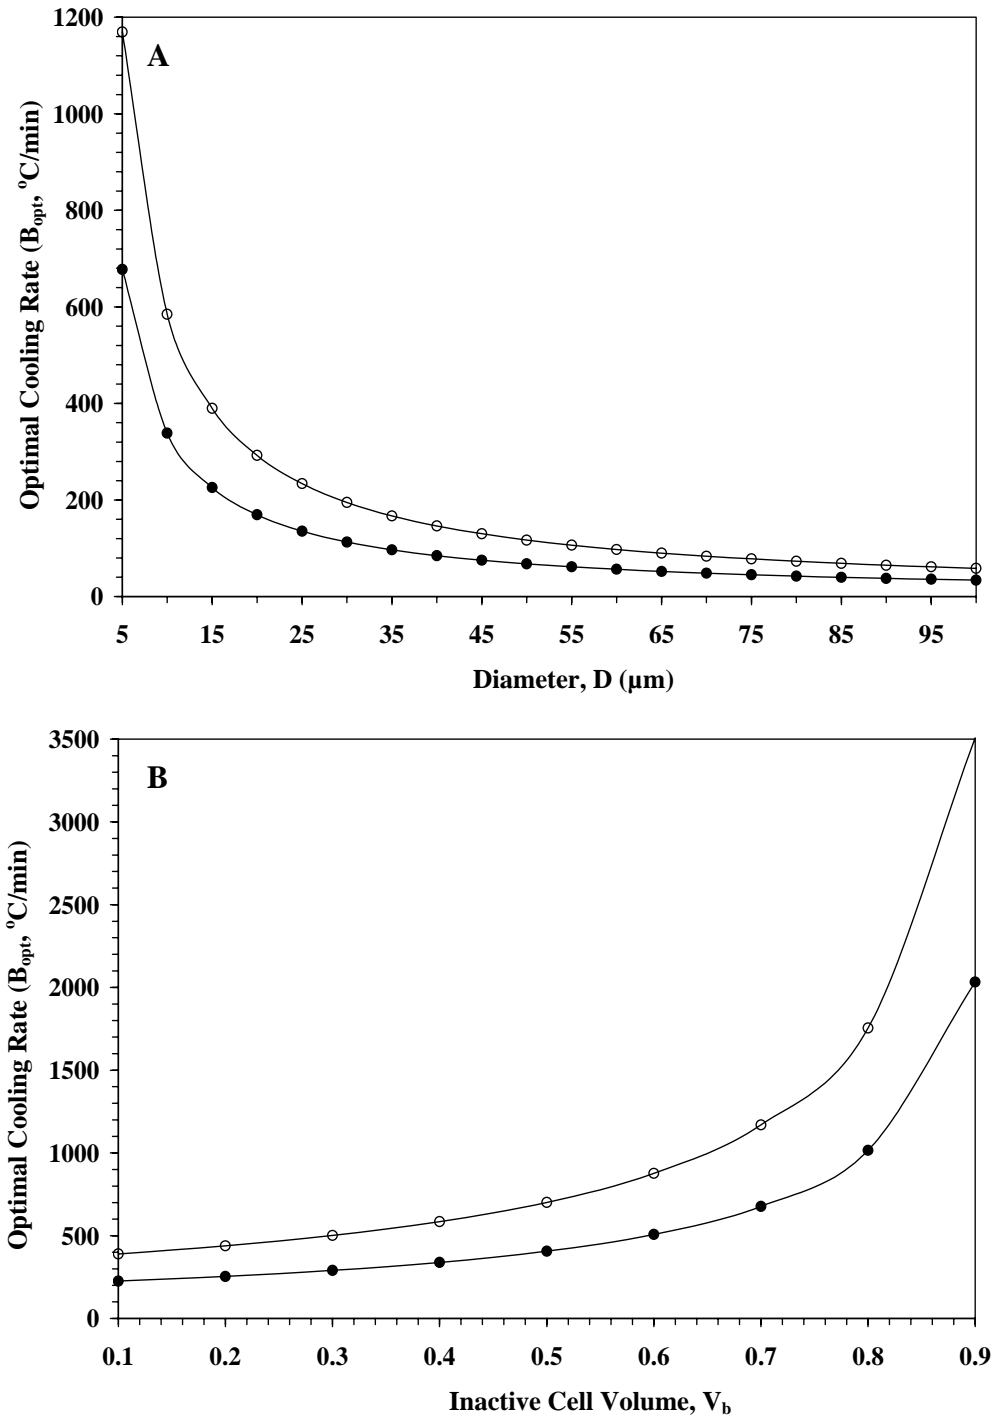 A
Optimal Cooling Rate (Bopt, oC/min)
1200
1000
800
600
400
200
0
5 15 25 35 45 55 65 75 85 95
Diameter, D (µm)
B
Optimal Cooling Rate (Bopt, oC/min)
3500
3000
2500
2000
1500
1000
500
0
0.1 0.2 0.3 0.4 0.5 0.6 0.7 0.8 0.9
Inactive Cell Volume, Vb